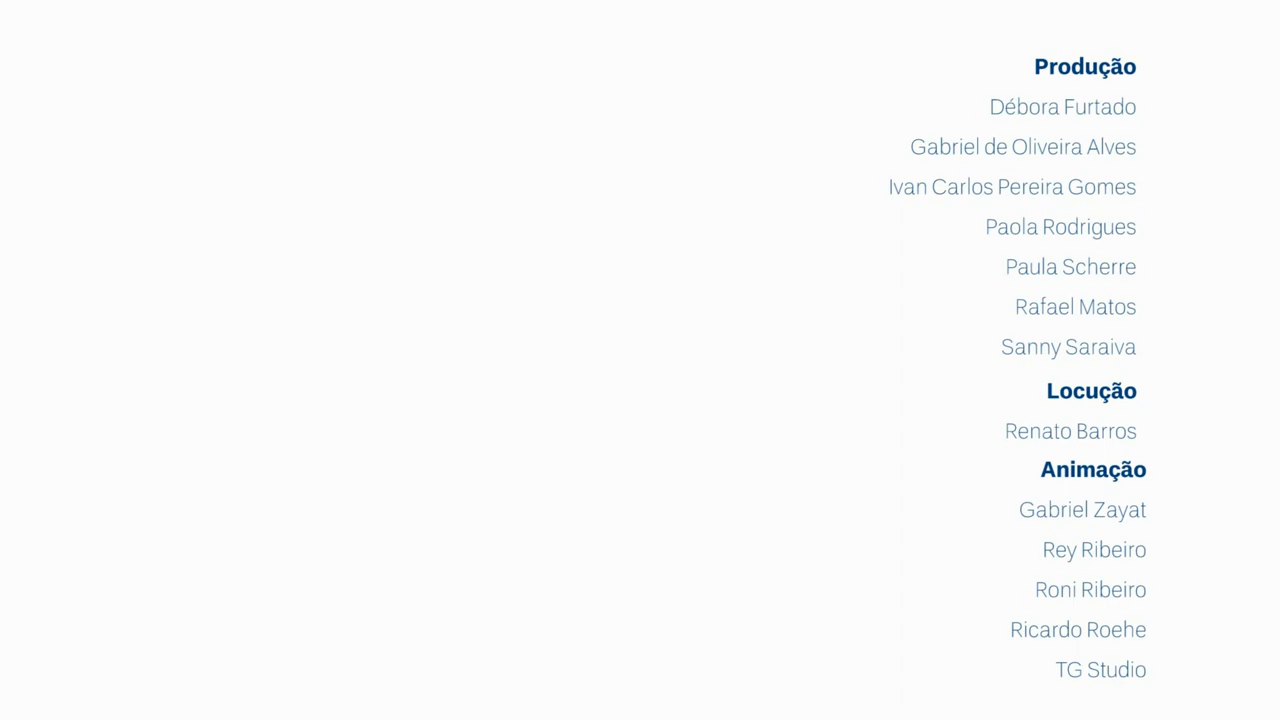 Produção
Débora Furtado
Gabriel de Oliveira Alves
Ivan Carlos Pereira Gomes
Paola Rodrigues
Paula Scherre
Rafael Matos
Sanny Saraiva
Locução
Renato Barros
Animação
Gabriel Zayat
Rey Ribeiro
Roni Ribeiro
Ricardo Roehe
TG Studio